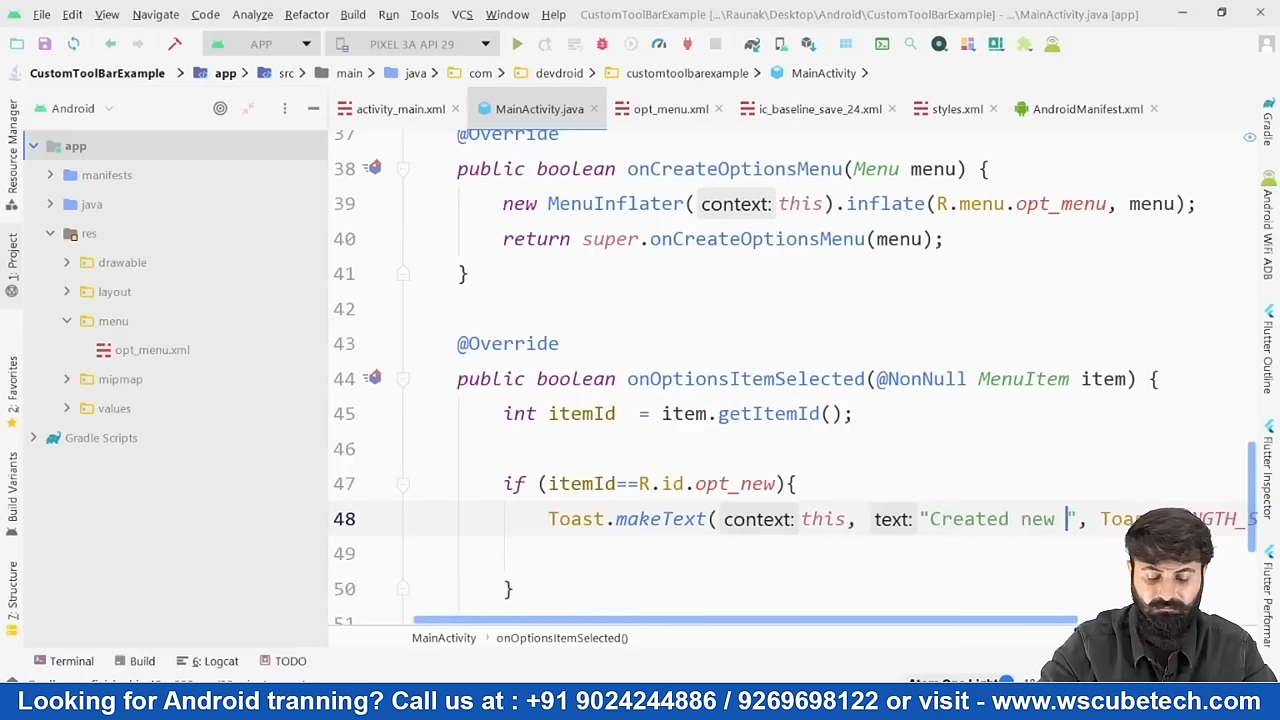 File Edit View Navigate Code Analyze Refactor Build Run Tools VCS Window Help CustomToolBarExample [...\Raunak\Desktop\Android\CustomToolBarExample] - ...\MainActivity.java [app]
APP PIXEL 3A API 29
CustomToolBarExample app src main java com devdroid customtoolbarexample MainActivity
Android activity_main.xml MainActivity.java opt_menu.xml ic_baseline_save_24.xml styles.xml AndroidManifest.xml
app
manifests
java
res
drawable
layout
menu
opt_menu.xml
mipmap
values
Gradle Scripts
Resource Manager
1: Project
2: Favorites
Build Variants
7: Structure
37 @Override
38 public boolean onCreateOptionsMenu(Menu menu) {
39 new MenuInflater( context: this).inflate(R.menu.opt_menu, menu);
40 return super.onCreateOptionsMenu(menu);
41 }
42
43 @Override
44 public boolean onOptionsItemSelected(@NonNull MenuItem item) {
45 int itemId = item.getItemId();
46
47 if (itemId==R.id.opt_new){
48 Toast.makeText( context: this, text: "Created new ",
49
50 }
51
Gradle
Android WiFi ADB
Flutter Outline
Flutter Inspector
Flutter Performa
MainActivity onOptionsItemSelected()
Terminal Build 6: Logcat TODO
Looking for Android tranning? Call us at : +91 9024244886 / 9269698122 or visit - www.wscubetech.com